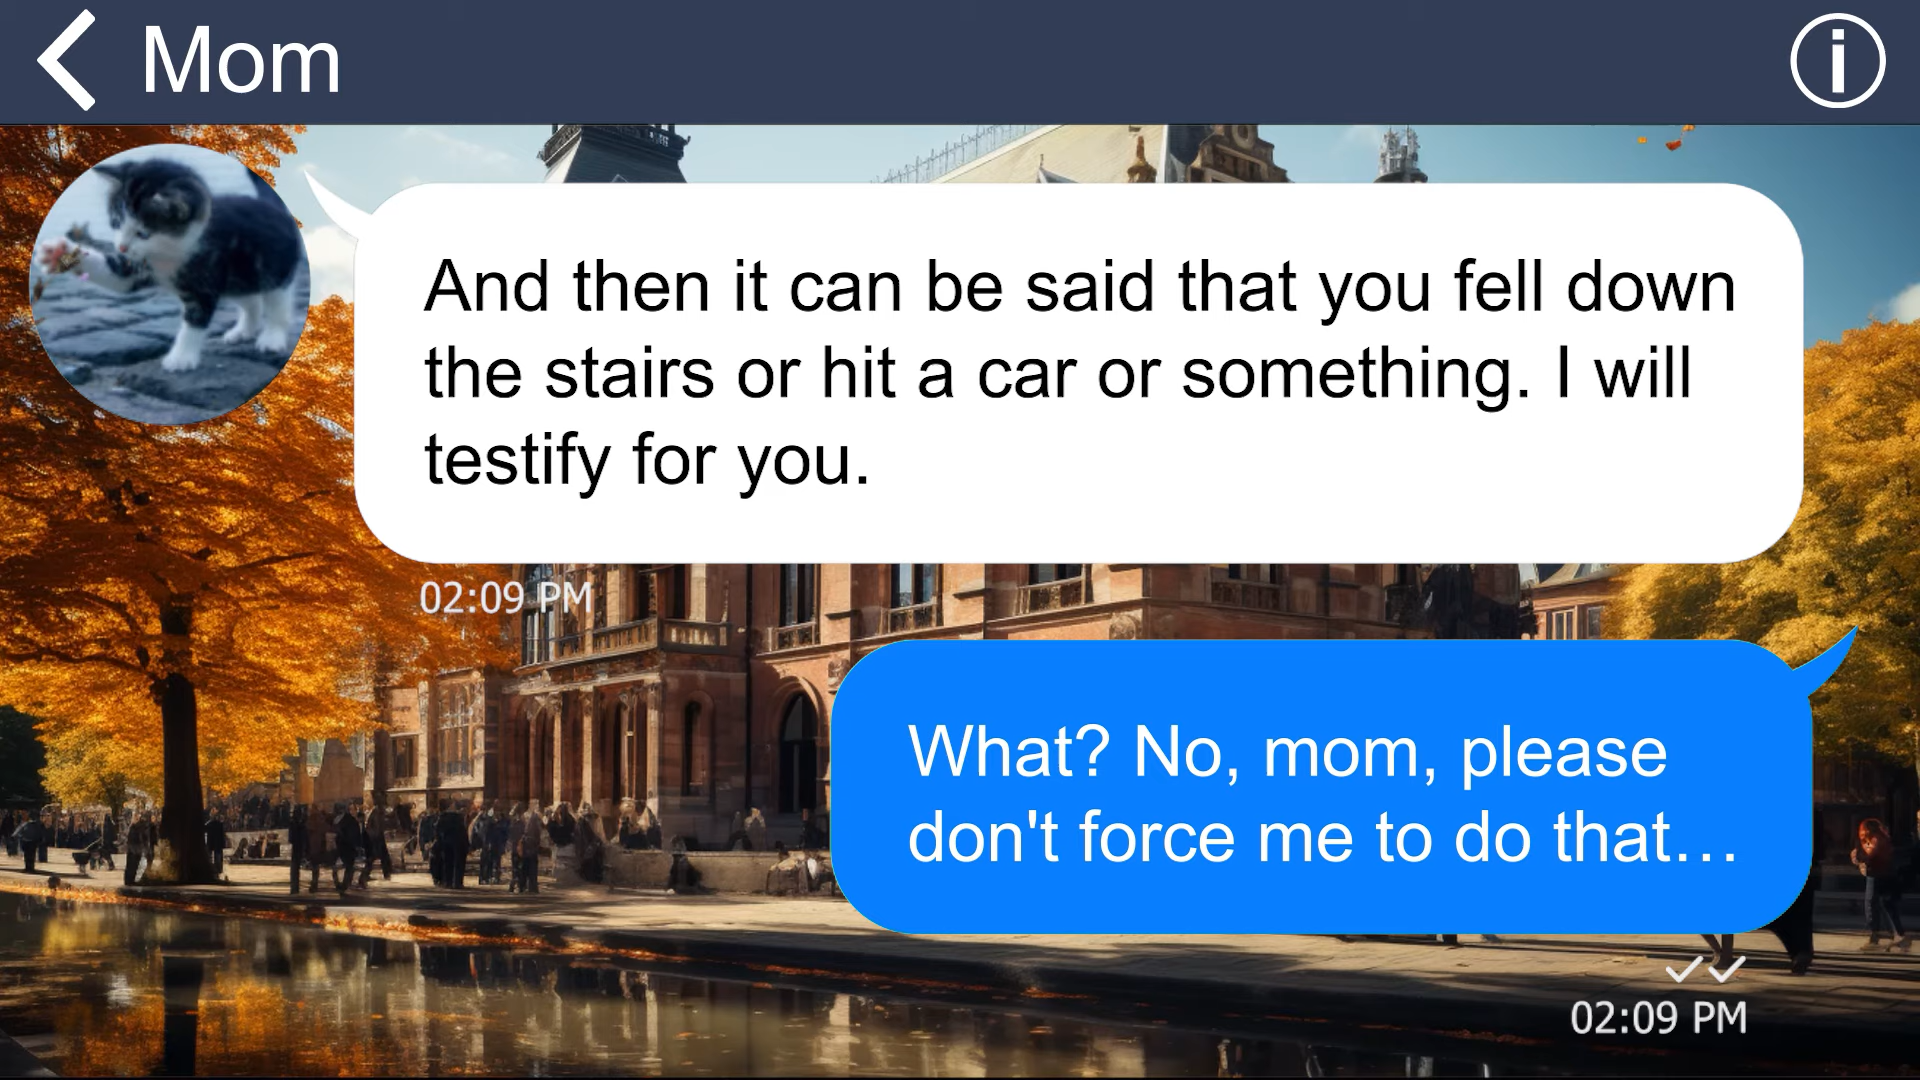 Mom
And then it can be said that you fell down
the stairs or hit a car or something. I will
testify for you.
02:09 PM
What? No, mom, please
don't force me to do that…
02:09 PM